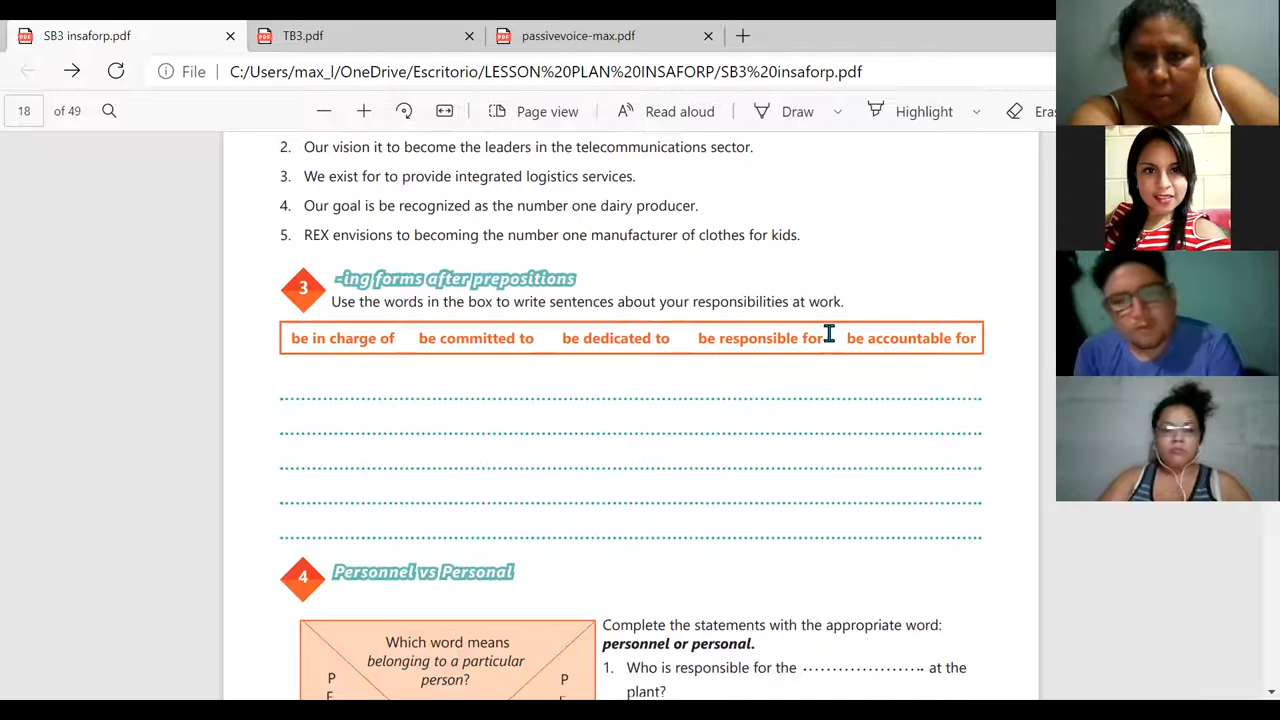 SB3 insaforp.pdf
TB3.pdf
passivevoice-max.pdf
File
C:/Users/max_l/OneDrive/Escritorio/LESSON%20PLAN%20INSAFORP/SB3%20insaforp.pdf
18 of 49
Page view
Read aloud
Draw
Highlight
Era
2. Our vision it to become the leaders in the telecommunications sector.
3. We exist for to provide integrated logistics services.
4. Our goal is be recognized as the number one dairy producer.
5. REX envisions to becoming the number one manufacturer of clothes for kids.
3 -ing forms after prepositions
Use the words in the box to write sentences about your responsibilities at work.
be in charge of be committed to be dedicated to be responsible for be accountable for
4 Personnel vs Personal
Which word means
belonging to a particular
person?
P P
E
Complete the statements with the appropriate word:
personnel or personal.
1. Who is responsible for the ........................ at the
plant?